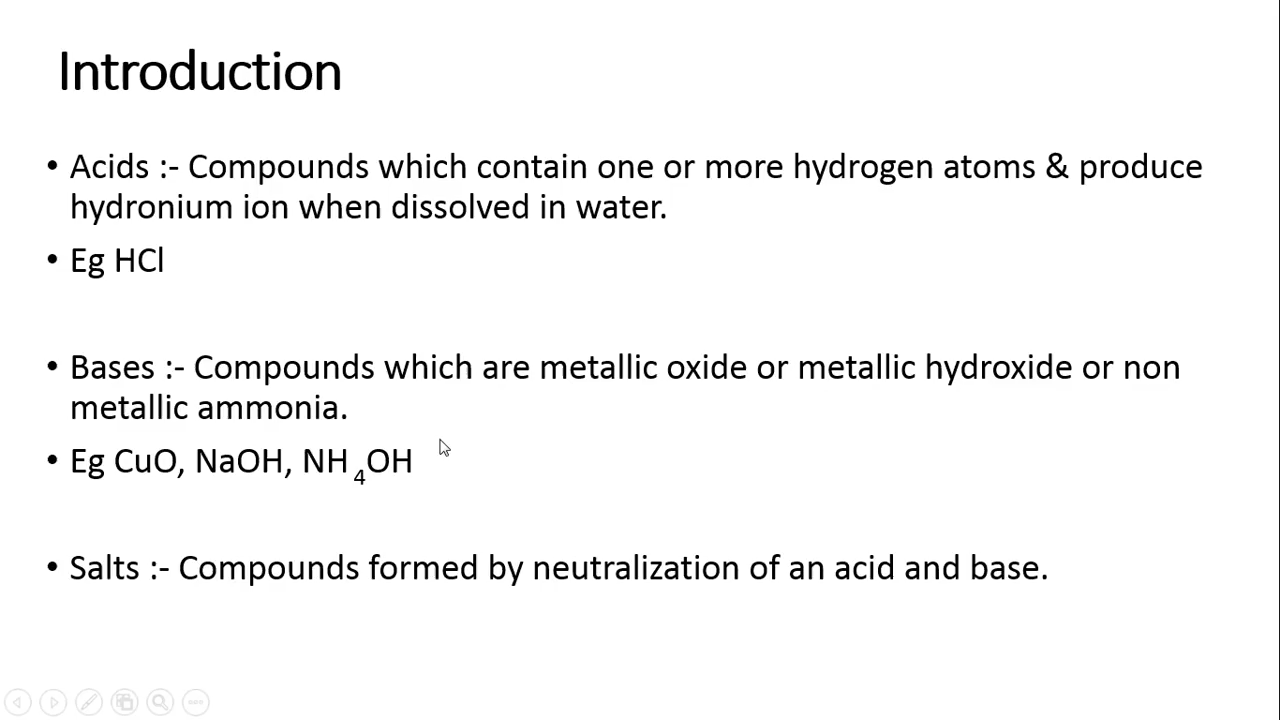 Introduction
• Acids :- Compounds which contain one or more hydrogen atoms & produce
hydronium ion when dissolved in water.
• Eg HCl
• Bases :- Compounds which are metallic oxide or metallic hydroxide or non
metallic ammonia.
• Eg CuO, NaOH, NH₄OH
• Salts :- Compounds formed by neutralization of an acid and base.